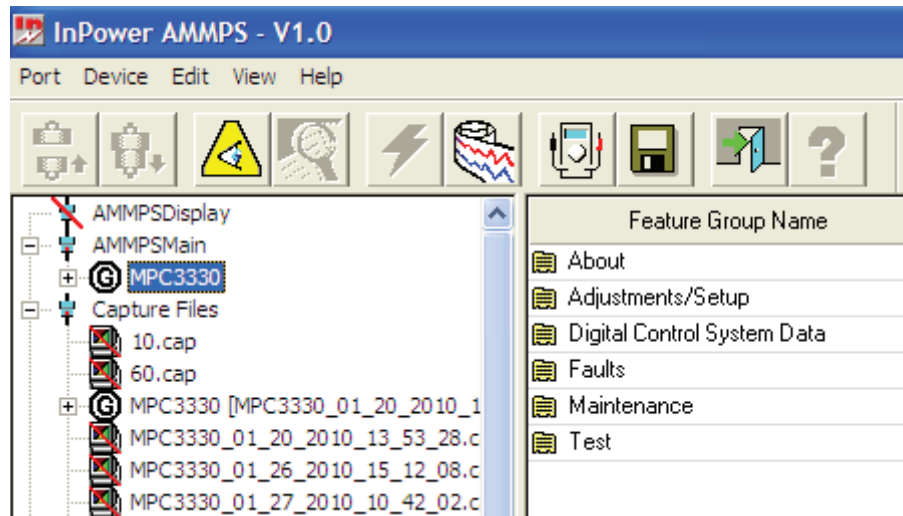 InPower AMMPS - V1.0
Port Device Edit View Help
AMMPSDisplay
AMMPSMain
MPC3330
Capture Files
10.cap
60.cap
MPC3330 [MPC3330_01_20_2010_1
MPC3330_01_20_2010_13_53_28.c
MPC3330_01_26_2010_15_12_08.c
MPC3330_01_27_2010_10_42_02.c
Feature Group Name
About
Adjustments/Setup
Digital Control System Data
Faults
Maintenance
Test